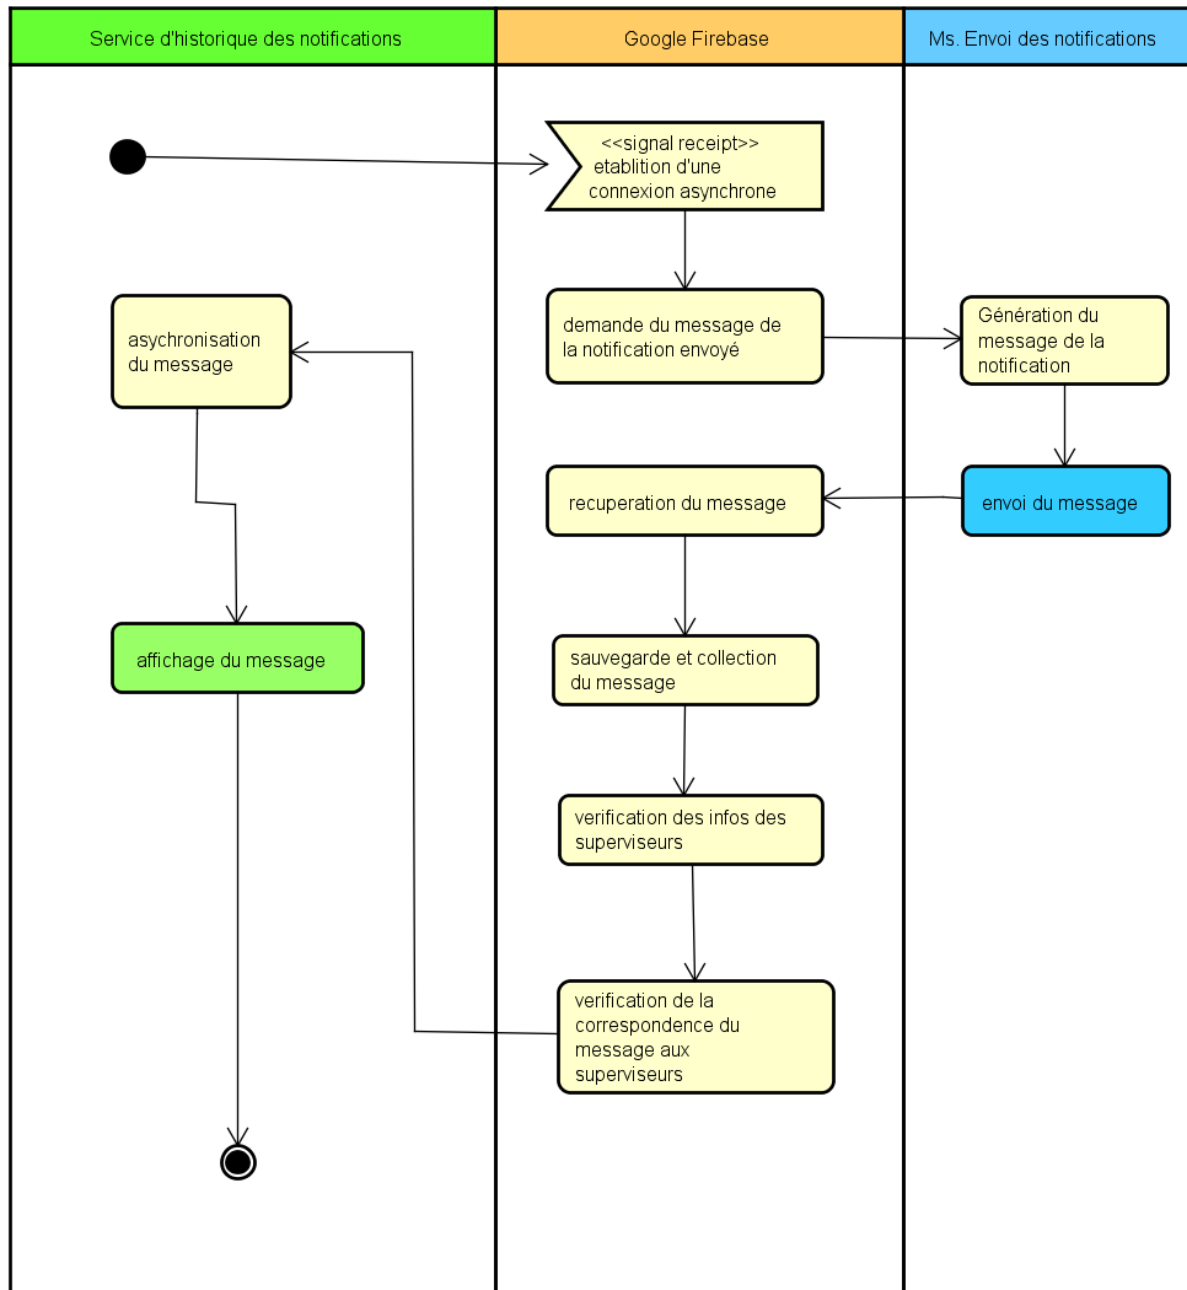 Service d'historique des notifications
Google Firebase
Ms. Envoi des notifications
<<signal receipt>>
etablition d'une
connexion asynchrone
asychronisation
du message
demande du message de
la notification envoyé
Génération du
message de la
notification
recuperation du message
envoi du message
affichage du message
sauvegarde et collection
du message
verification des infos des
superviseurs
verification de la
correspondence du
message aux
superviseurs